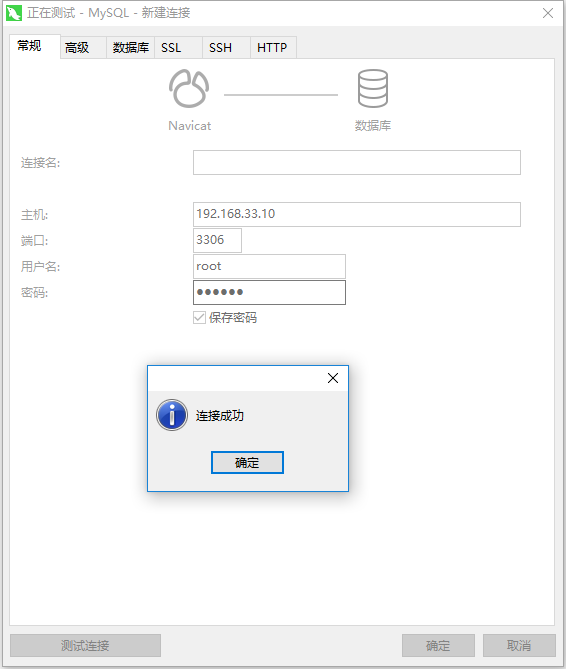 正在测试 - MySQL - 新建连接
常规 高级 数据库 SSL SSH HTTP
Navicat 数据库
连接名:
主机: 192.168.33.10
端口: 3306
用户名: root
密码: ●●●●●●
保存密码
连接成功
确定
测试连接 确定 取消